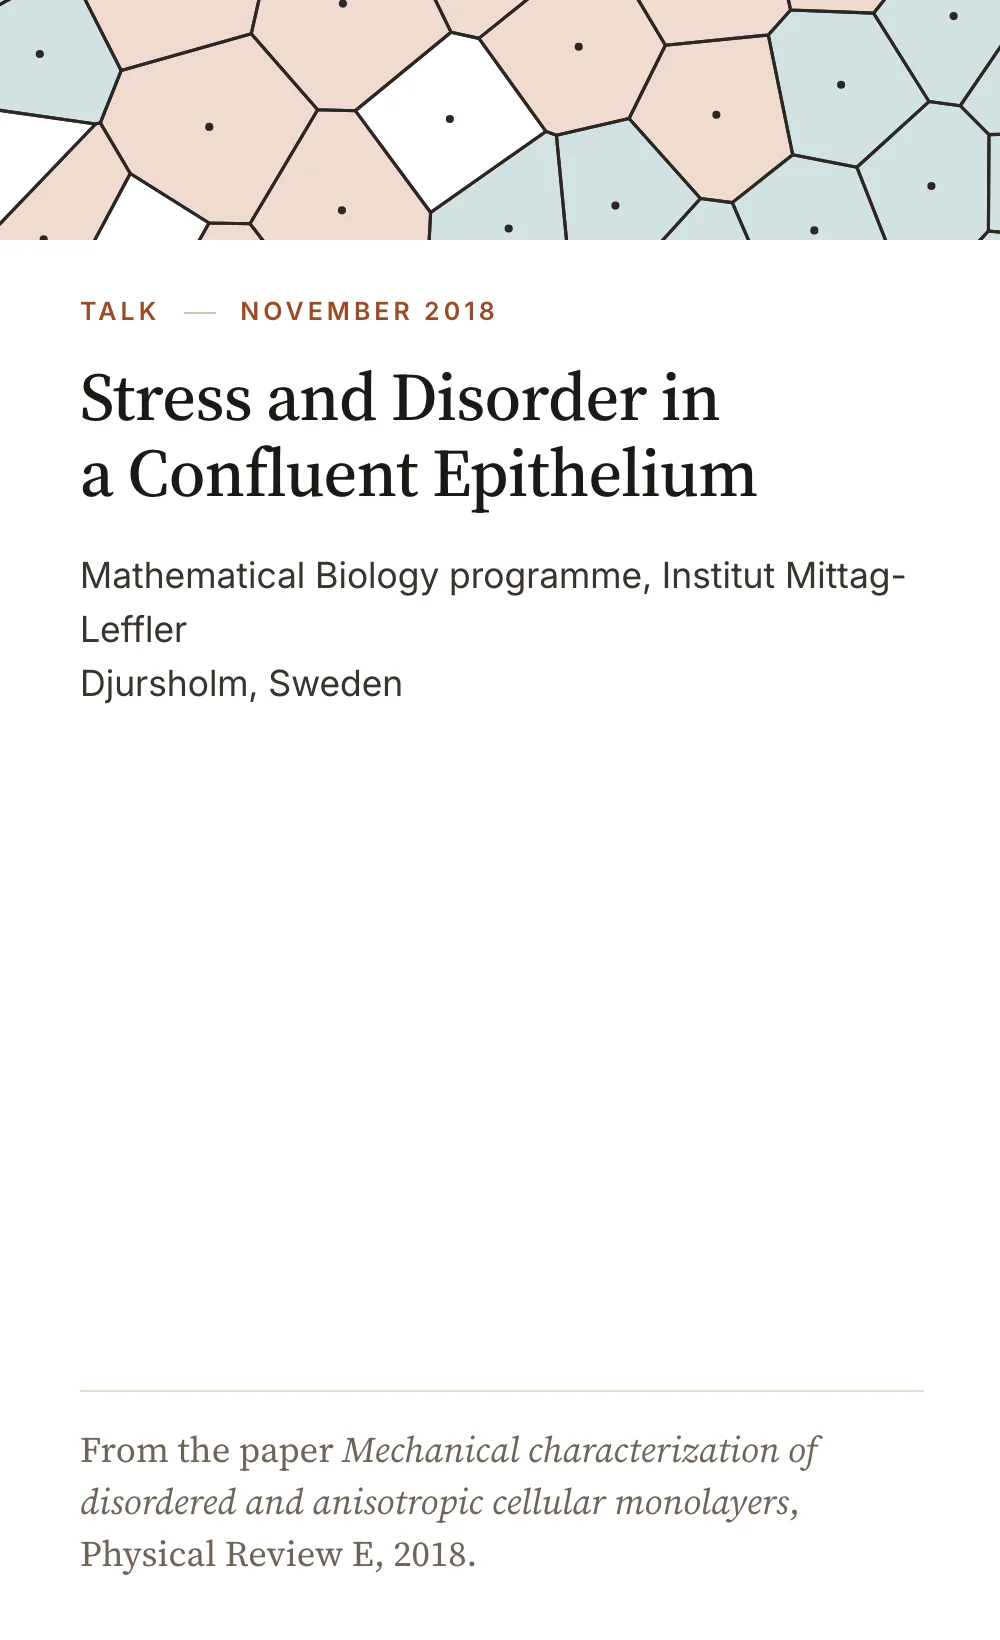 TALK — NOVEMBER 2018
Stress and Disorder in
a Confluent Epithelium
Mathematical Biology programme, Institut Mittag-
Leffler
Djursholm, Sweden
From the paper Mechanical characterization of
disordered and anisotropic cellular monolayers,
Physical Review E, 2018.